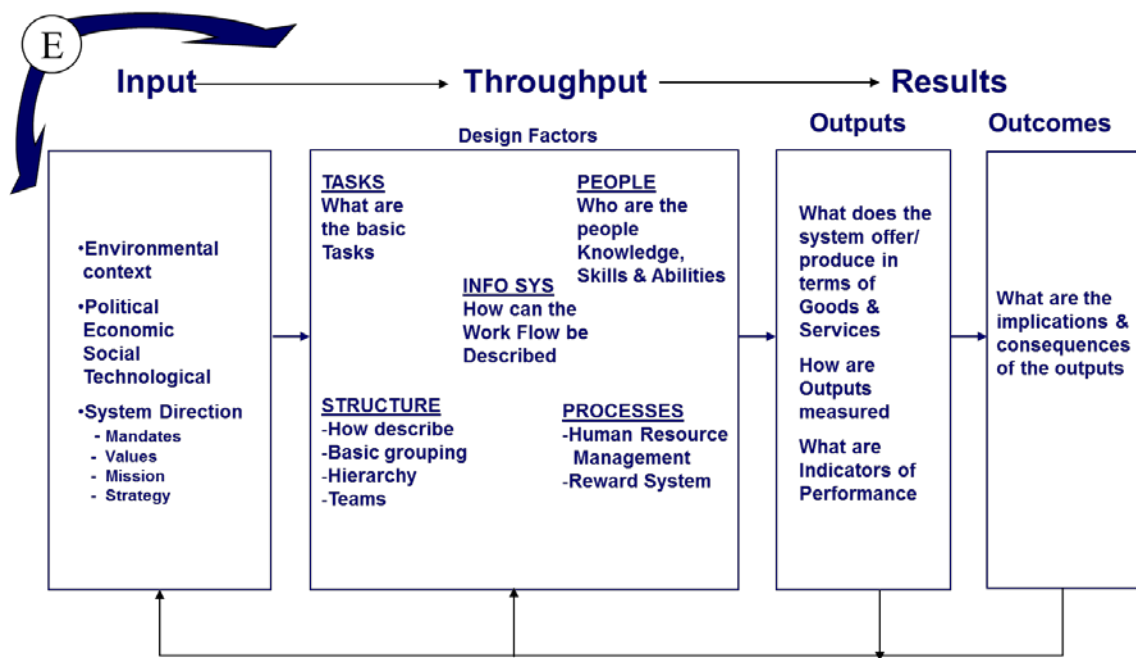 E
Input
Throughput
Results
Outputs
Outcomes
Design Factors
•Environmental
context
•Political
Economic
Social
Technological
•System Direction
- Mandates
- Values
- Mission
- Strategy
TASKS
What are
the basic
Tasks
PEOPLE
Who are the
people
Knowledge,
Skills & Abilities
INFO SYS
How can the
Work Flow be
Described
STRUCTURE
-How describe
-Basic grouping
-Hierarchy
-Teams
PROCESSES
-Human Resource
Management
-Reward System
What does the
system offer/
produce in
terms of
Goods &
Services
How are
Outputs
measured
What are
Indicators of
Performance
What are the
implications &
consequences
of the outputs